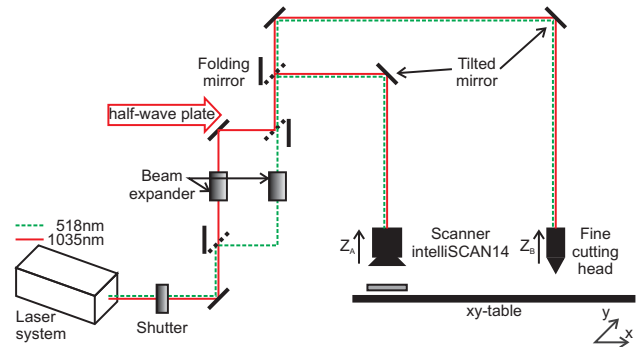 Folding
mirror
Tilted
mirror
half-wave plate
Beam
expander
518nm
1035nm
Z_A
Scanner
intelliSCAN14
Z_B
Fine
cutting
head
Laser
system
Shutter
xy-table
y
x